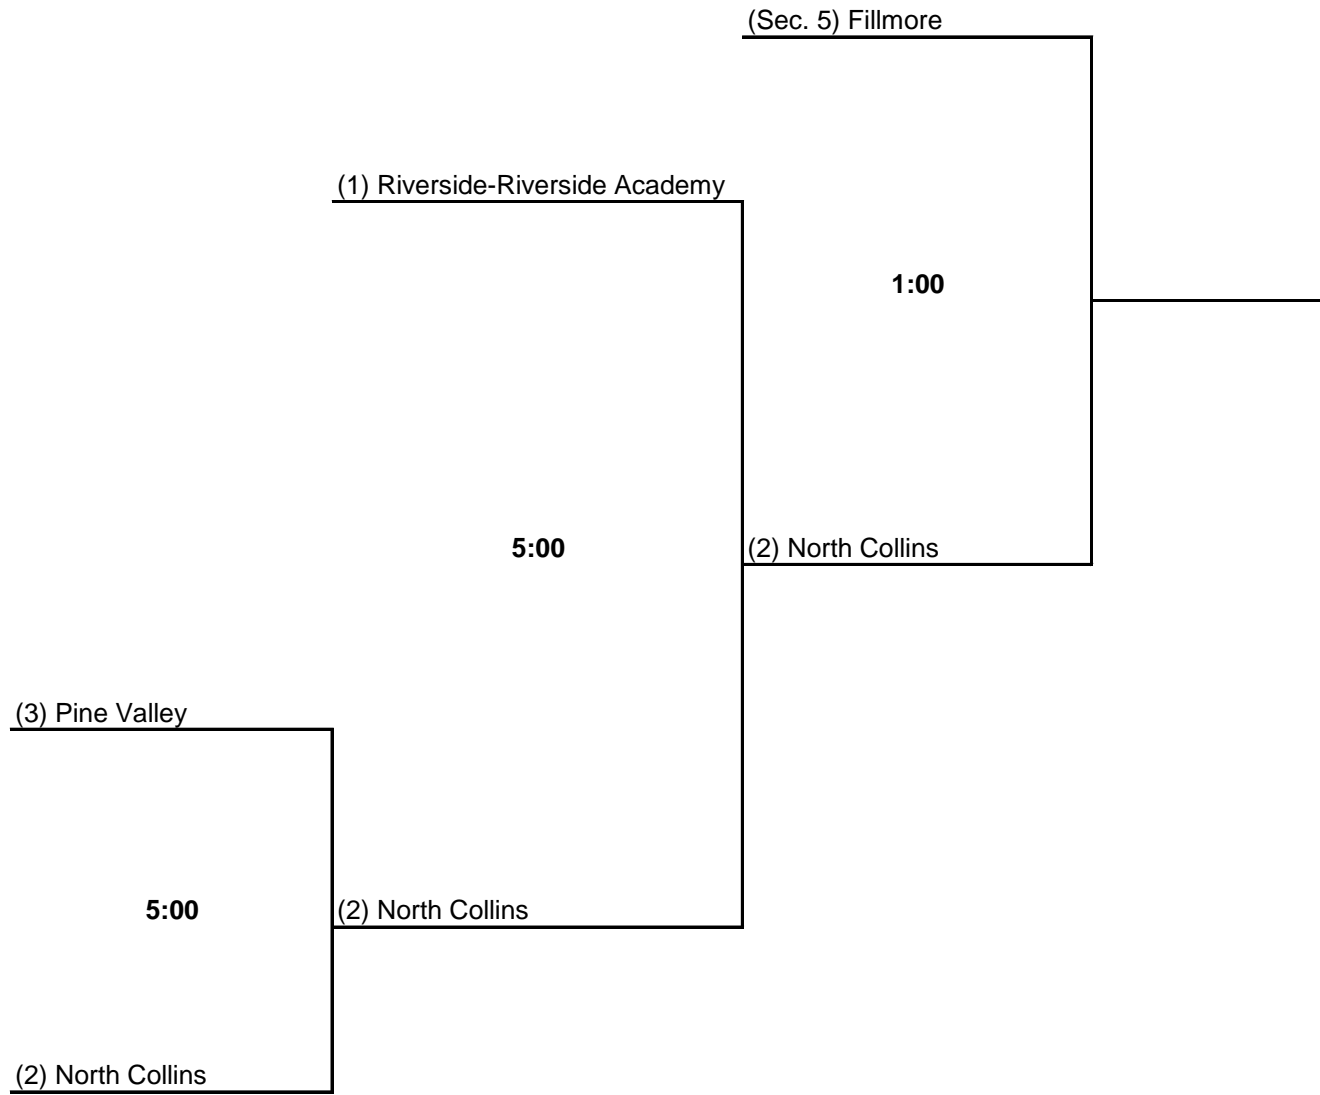 (Sec. 5) Fillmore
(1) Riverside-Riverside Academy
1:00
5:00
(2) North Collins
(3) Pine Valley
5:00
(2) North Collins
(2) North Collins